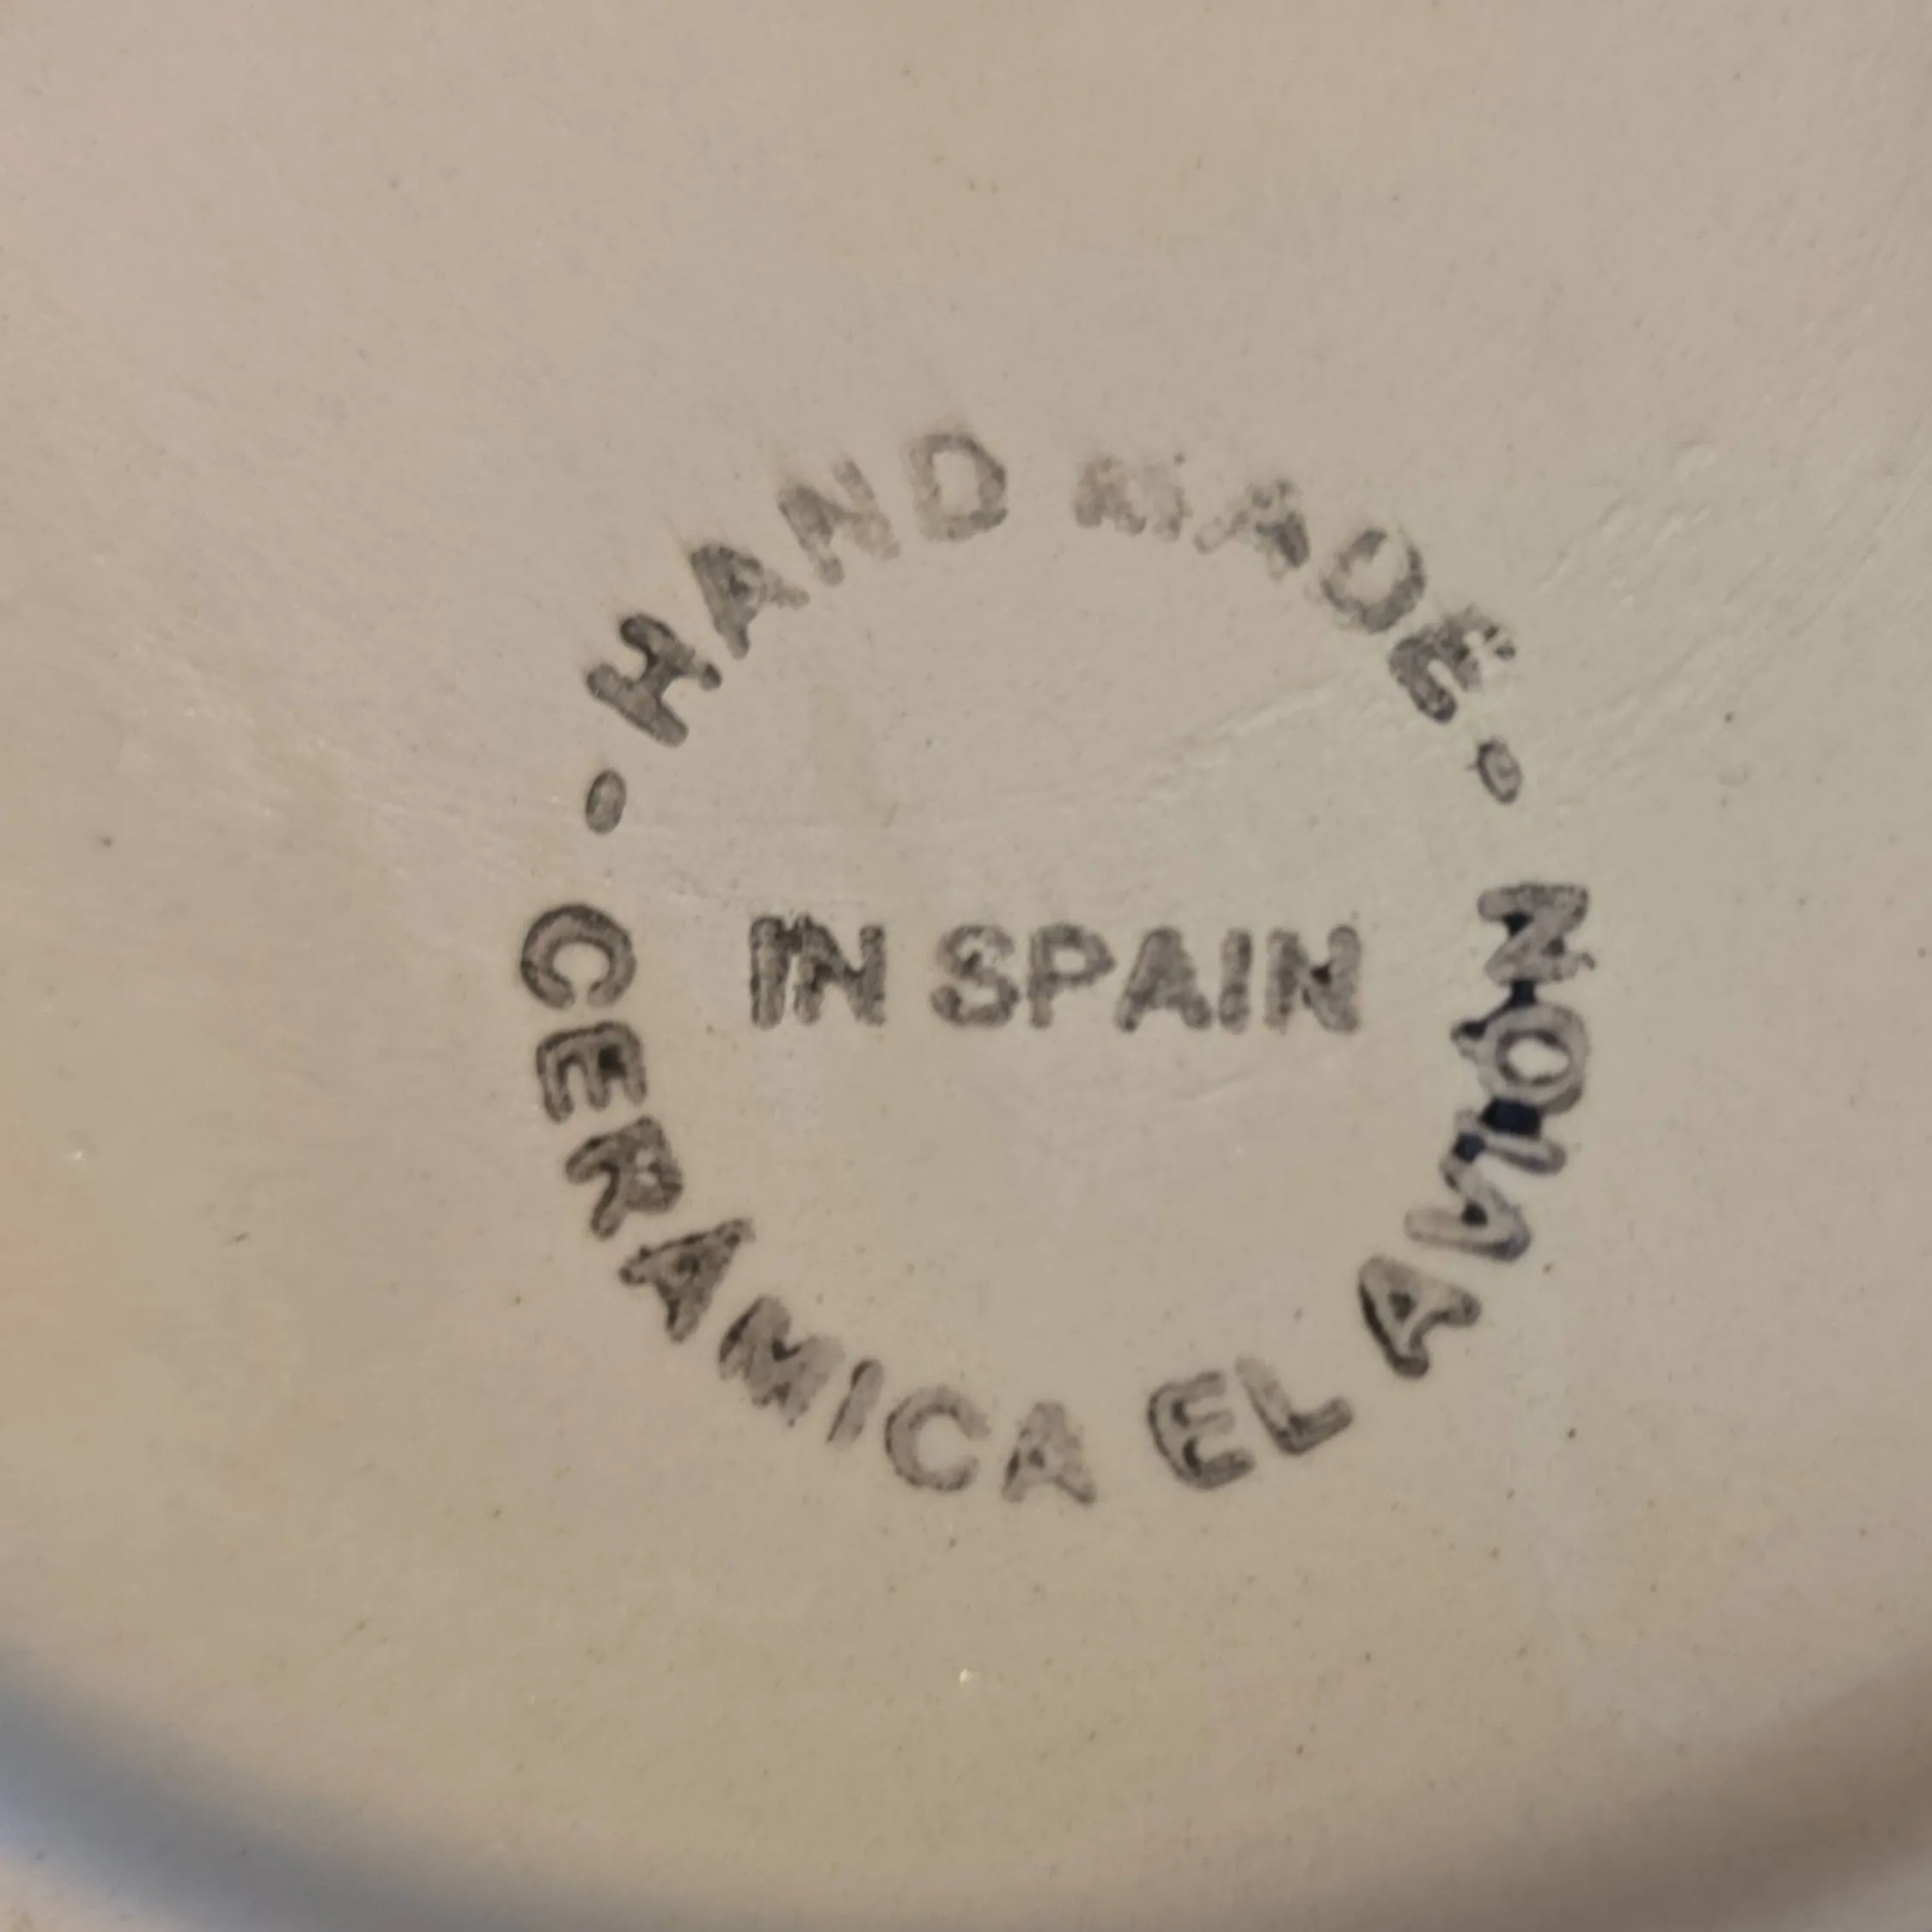 - HAND MADE -
IN SPAIN
CERAMICA EL AVION